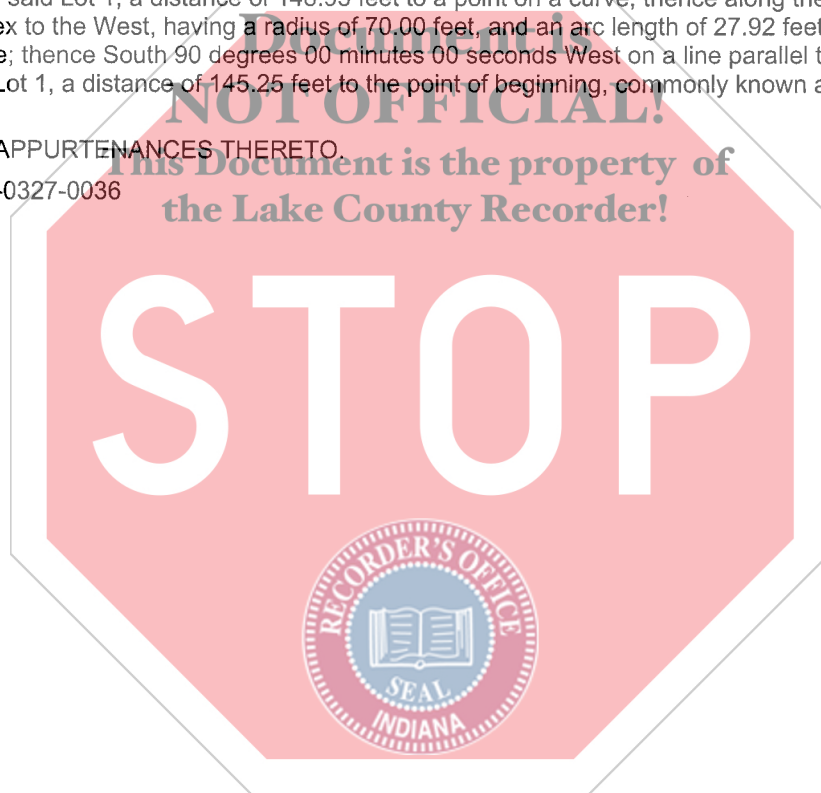 said Lot 1, a distance of 148.95 feet to a point on a curve; thence along the
ex to the West, having a radius of 70.00 feet, and an arc length of 27.92 feet
e; thence South 90 degrees 00 minutes 00 seconds West on a line parallel t
Lot 1, a distance of 145.25 feet to the point of beginning, commonly known a
APPURTENANCES THERETO.
-0327-0036
Document is
NOT OFFICIAL!
This Document is the property of
the Lake County Recorder!
STOP
RECORDER'S OFFICE
SEAL
INDIANA